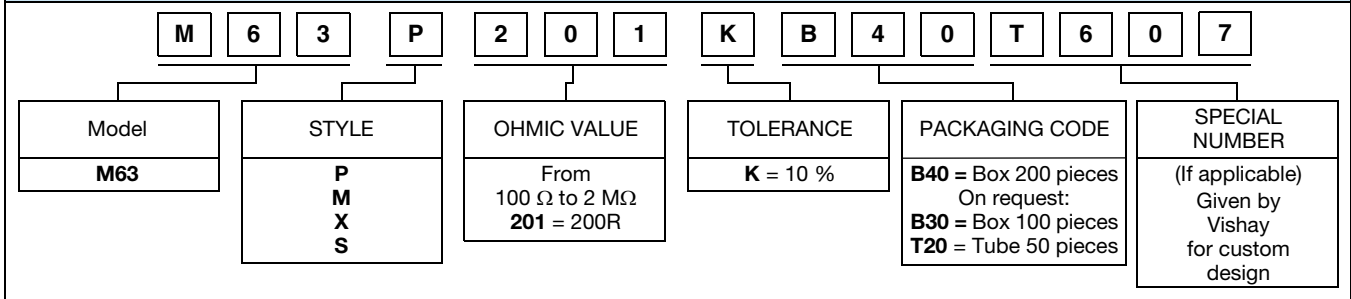 M 6 3 P 2 0 1 K B 4 0 T 6 0 7
Model
M63
STYLE
P
M
X
S
OHMIC VALUE
From
100 Ω to 2 MΩ
201 = 200R
TOLERANCE
K = 10 %
PACKAGING CODE
B40 = Box 200 pieces
On request:
B30 = Box 100 pieces
T20 = Tube 50 pieces
SPECIAL
NUMBER
(If applicable)
Given by
Vishay
for custom
design